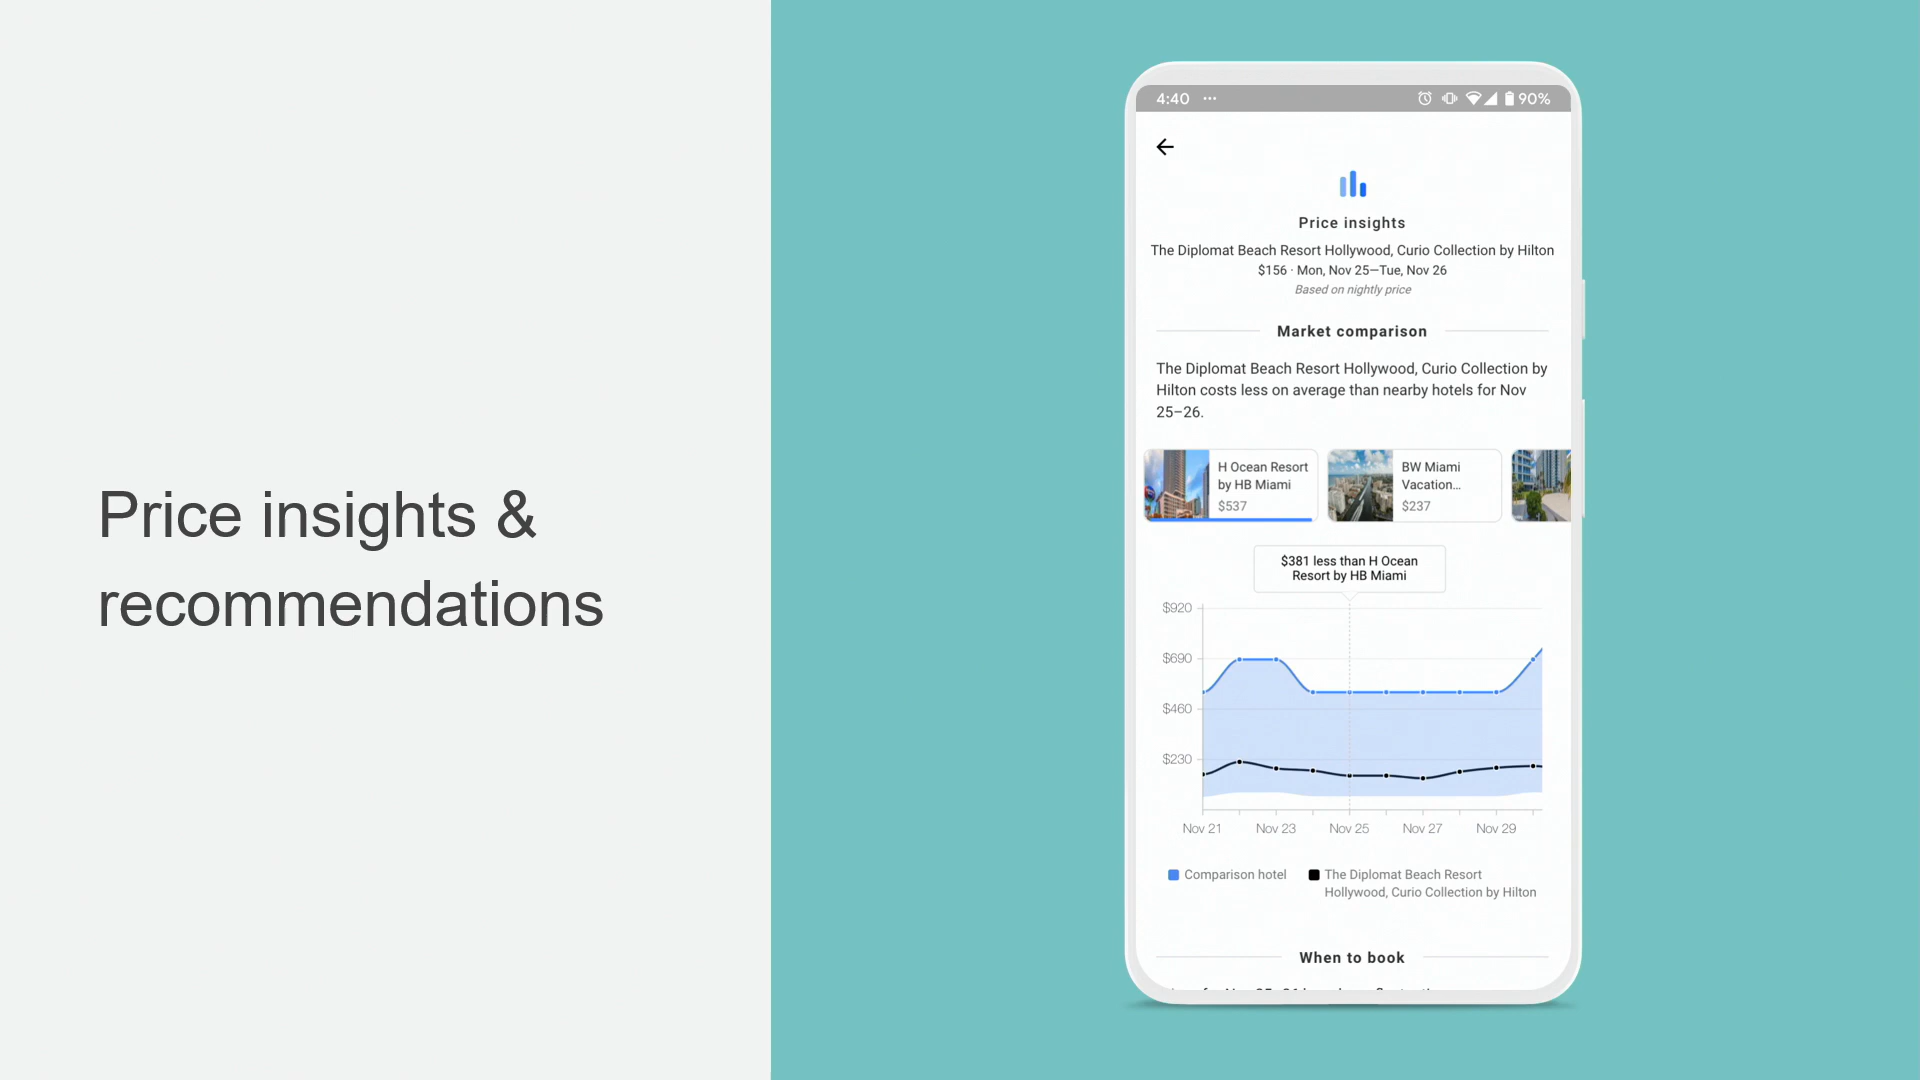 Price insights &
recommendations
4:40 ···
90%
Price insights
The Diplomat Beach Resort Hollywood, Curio Collection by Hilton
$156 · Mon, Nov 25—Tue, Nov 26
Based on nightly price
Market comparison
The Diplomat Beach Resort Hollywood, Curio Collection by
Hilton costs less on average than nearby hotels for Nov
25–26.
H Ocean Resort
by HB Miami
$537
BW Miami
Vacation...
$237
$381 less than H Ocean
Resort by HB Miami
$920
$690
$460
$230
Nov 21
Nov 23
Nov 25
Nov 27
Nov 29
Comparison hotel
The Diplomat Beach Resort
Hollywood, Curio Collection by Hilton
When to book